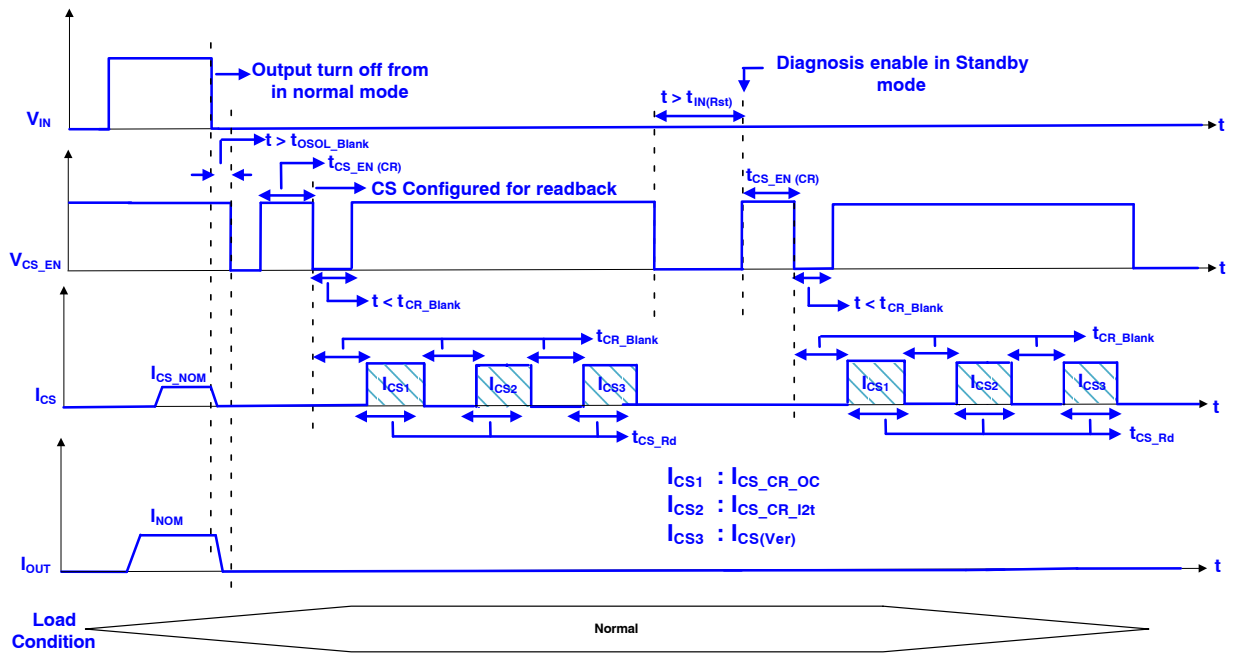 Output turn off from
in normal mode
Diagnosis enable in Standby
mode
t > tIN(Rst)
VIN
t
t > tOSOL_Blank
tCS_EN (CR)
CS Configured for readback
tCS_EN (CR)
VCS_EN
t
t < tCR_Blank
t < tCR_Blank
tCR_Blank
tCR_Blank
ICS_NOM
ICS
ICS1
ICS2
ICS3
ICS1
ICS2
ICS3
t
tCS_Rd
tCS_Rd
ICS1 : ICS_CR_OC
ICS2 : ICS_CR_I2t
ICS3 : ICS(Ver)
INOM
IOUT
t
Load
Condition
Normal